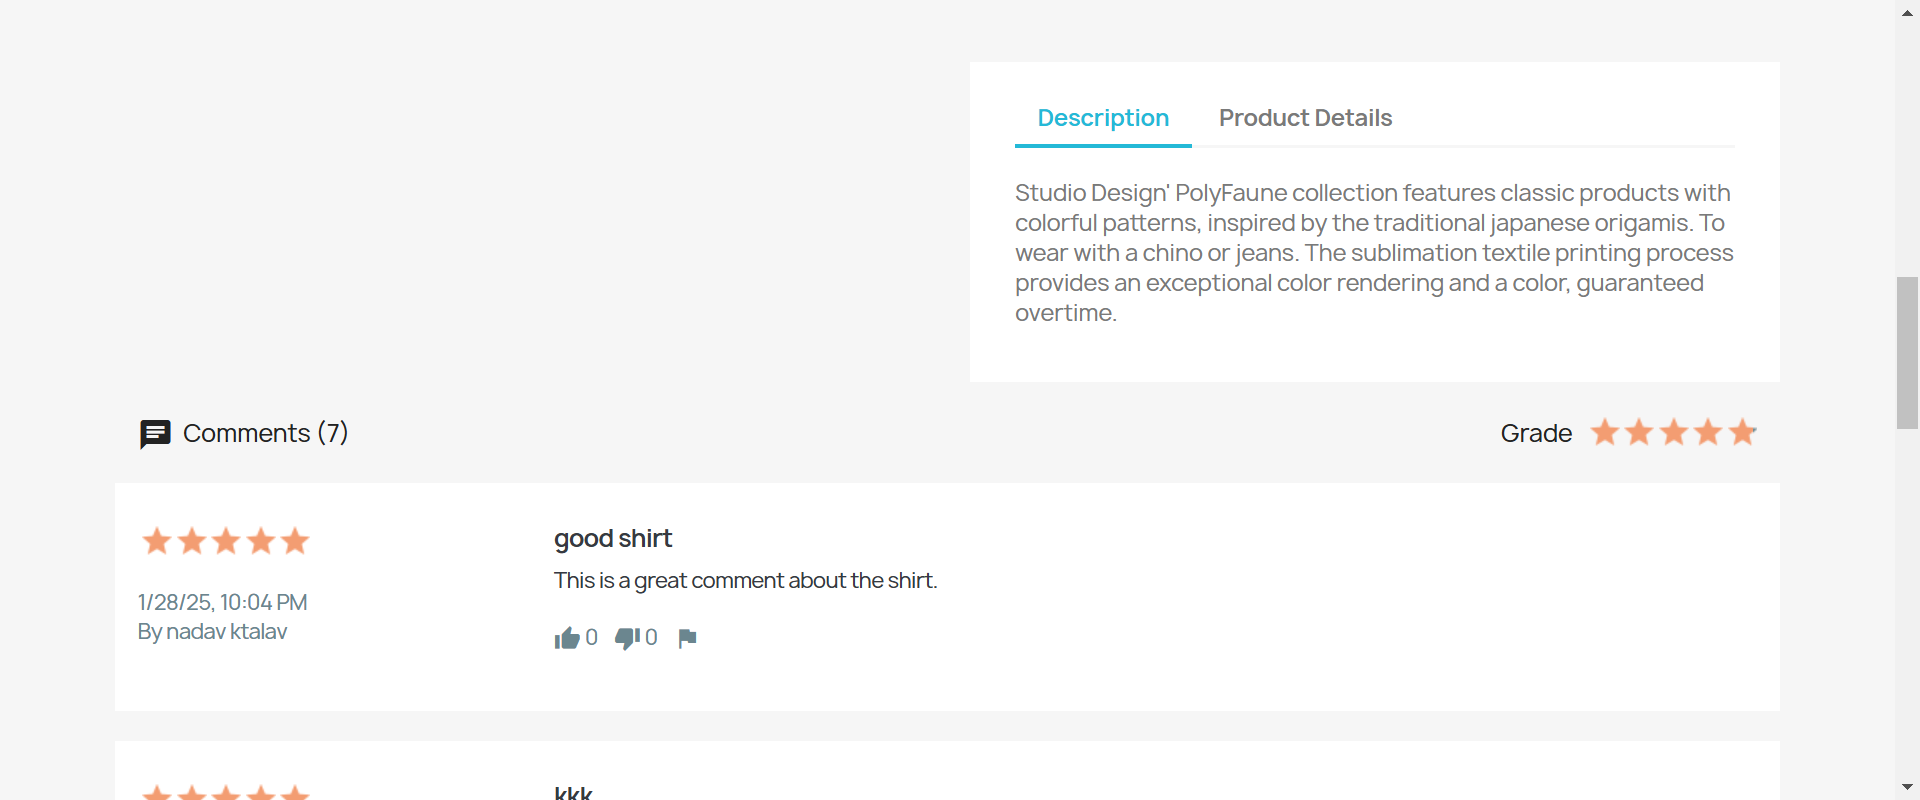 Description Product Details
Studio Design' PolyFaune collection features classic products with
colorful patterns, inspired by the traditional japanese origamis. To
wear with a chino or jeans. The sublimation textile printing process
provides an exceptional color rendering and a color, guaranteed
overtime.
Comments (7)
Grade
good shirt
This is a great comment about the shirt.
1/28/25, 10:04 PM
By nadav ktalav
0 0
kkk